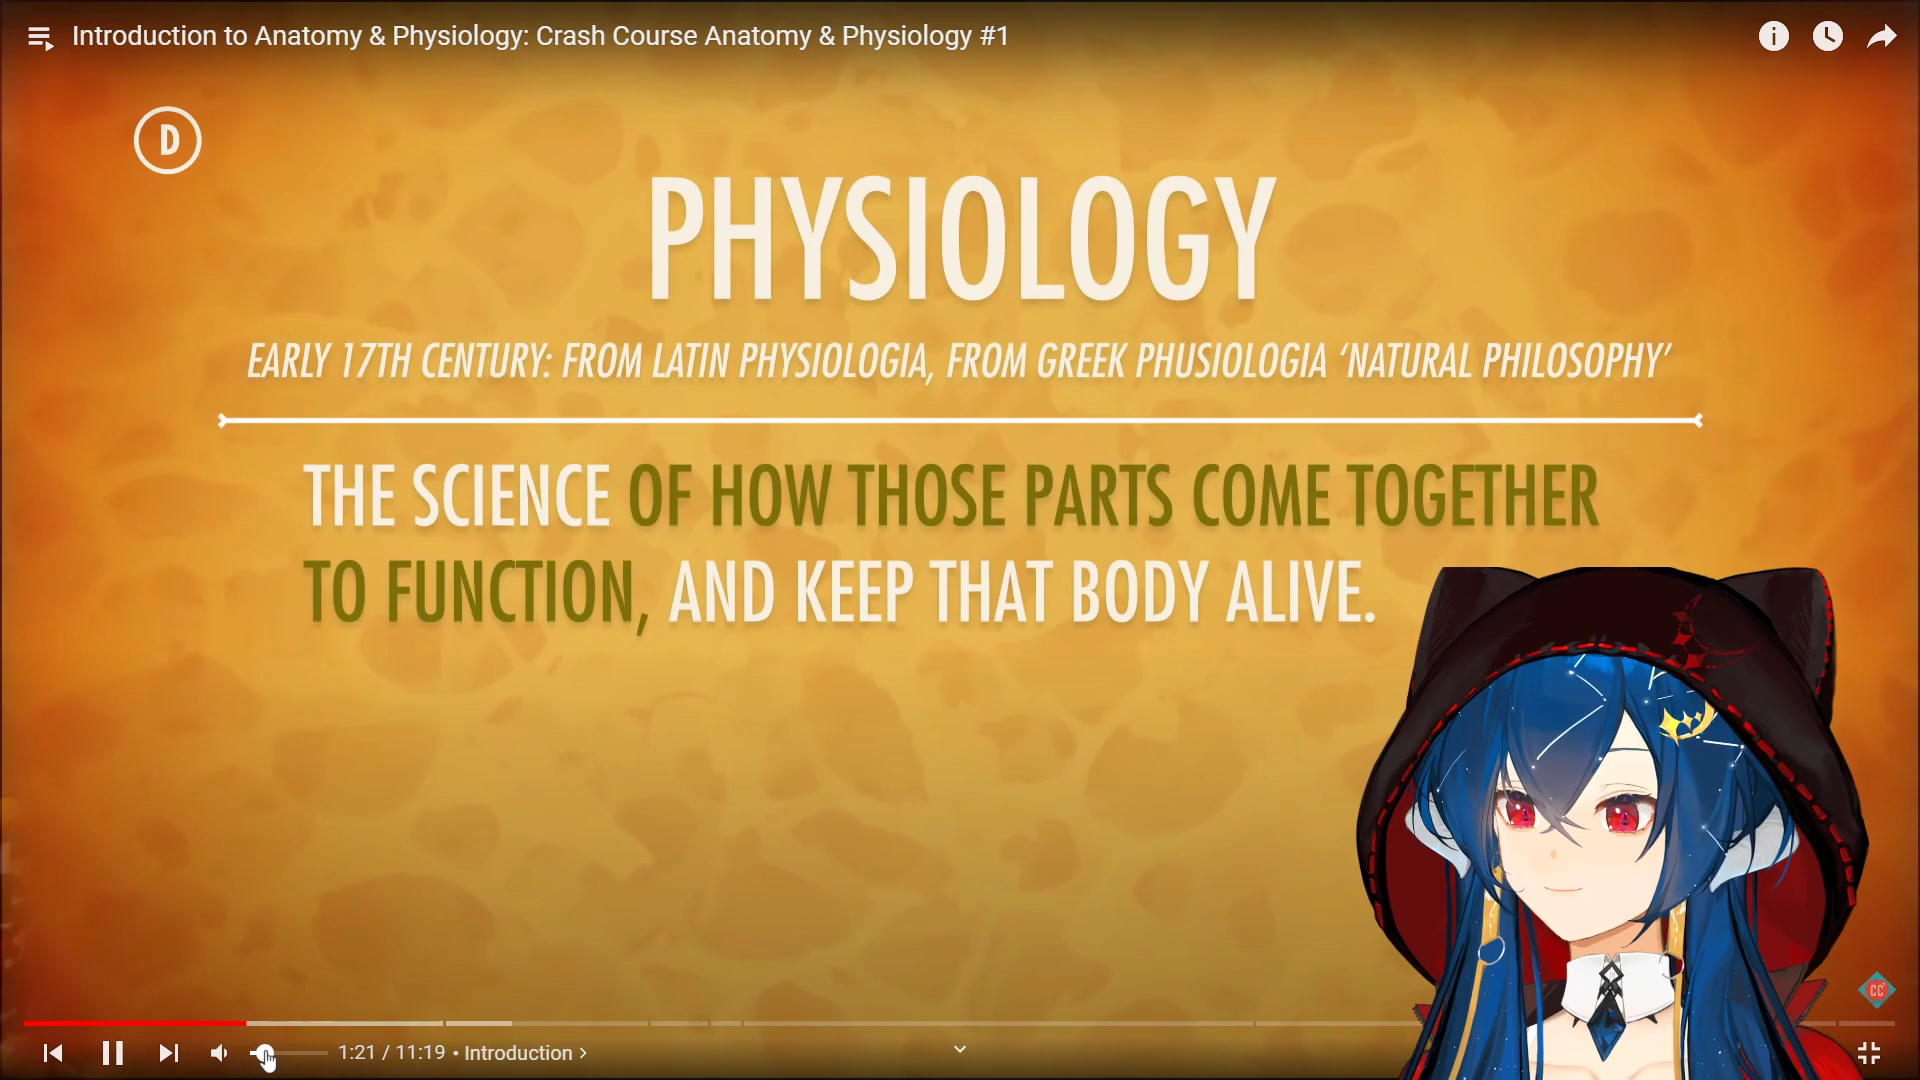 Introduction to Anatomy & Physiology: Crash Course Anatomy & Physiology #1
D
PHYSIOLOGY
EARLY 17TH CENTURY: FROM LATIN PHYSIOLOGIA, FROM GREEK PHUSIOLOGIA ‘NATURAL PHILOSOPHY’
THE SCIENCE OF HOW THOSE PARTS COME TOGETHER
TO FUNCTION, AND KEEP THAT BODY ALIVE.
CC
1:21 / 11:19 • Introduction